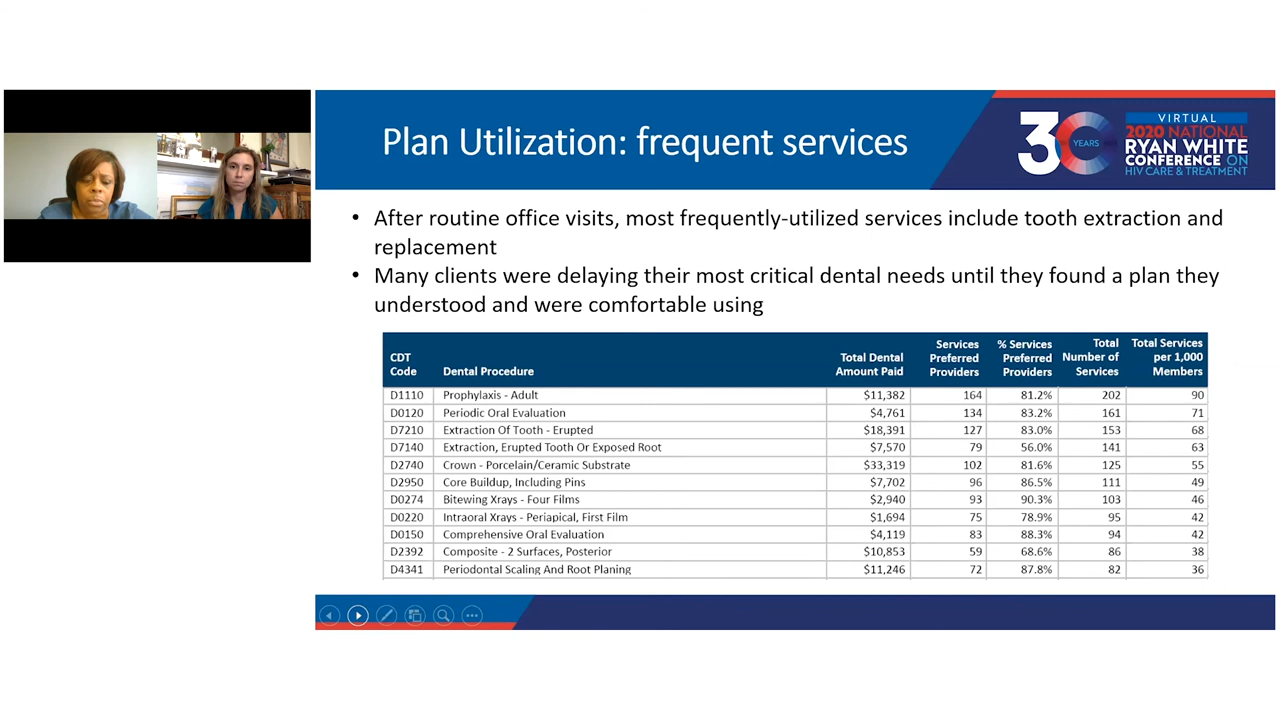 Plan Utilization: frequent services
30
YEARS
VIRTUAL
2020 NATIONAL
RYAN WHITE
CONFERENCE ON
HIV CARE & TREATMENT
• After routine office visits, most frequently-utilized services include tooth extraction and
replacement
• Many clients were delaying their most critical dental needs until they found a plan they
understood and were comfortable using
CDT Code Dental Procedure Total Dental Amount Paid Services Preferred Providers % Services Preferred Providers Total Number of Services Total Services per 1,000 Members
D1110 Prophylaxis - Adult $11,382 164 81.2% 202 90
D0120 Periodic Oral Evaluation $4,761 134 83.2% 161 71
D7210 Extraction Of Tooth - Erupted $18,391 127 83.0% 153 68
D7140 Extraction, Erupted Tooth Or Exposed Root $7,570 79 56.0% 141 63
D2740 Crown - Porcelain/Ceramic Substrate $33,319 102 81.6% 125 55
D2950 Core Buildup, Including Pins $7,702 96 86.5% 111 49
D0274 Bitewing Xrays - Four Films $2,940 93 90.3% 103 46
D0220 Intraoral Xrays - Periapical, First Film $1,694 75 78.9% 95 42
D0150 Comprehensive Oral Evaluation $4,119 83 88.3% 94 42
D2392 Composite - 2 Surfaces, Posterior $10,853 59 68.6% 86 38
D4341 Periodontal Scaling And Root Planing $11,246 72 87.8% 82 36